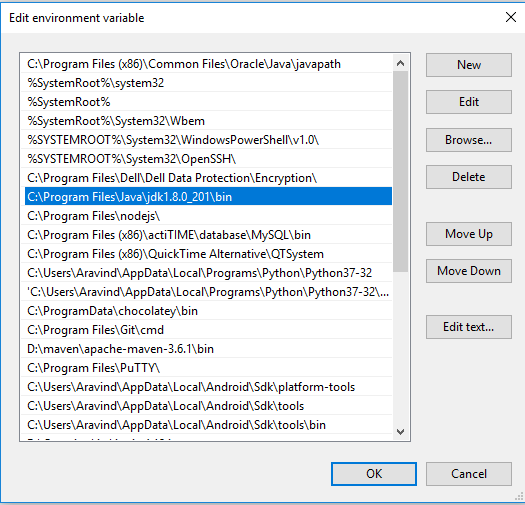 Edit environment variable
C:\Program Files (x86)\Common Files\Oracle\Java\javapath
%SystemRoot%\system32
%SystemRoot%
%SystemRoot%\System32\Wbem
%SYSTEMROOT%\System32\WindowsPowerShell\v1.0\
%SYSTEMROOT%\System32\OpenSSH\
C:\Program Files\Dell\Dell Data Protection\Encryption\
C:\Program Files\Java\jdk1.8.0_201\bin
C:\Program Files\nodejs\
C:\Program Files (x86)\actiTIME\database\MySQL\bin
C:\Program Files (x86)\QuickTime Alternative\QTSystem
C:\Users\Aravind\AppData\Local\Programs\Python\Python37-32
'C:\Users\Aravind\AppData\Local\Programs\Python\Python37-32\...
C:\ProgramData\chocolatey\bin
C:\Program Files\Git\cmd
D:\maven\apache-maven-3.6.1\bin
C:\Program Files\PuTTY\
C:\Users\Aravind\AppData\Local\Android\Sdk\platform-tools
C:\Users\Aravind\AppData\Local\Android\Sdk\tools
C:\Users\Aravind\AppData\Local\Android\Sdk\tools\bin
New
Edit
Browse...
Delete
Move Up
Move Down
Edit text...
OK
Cancel